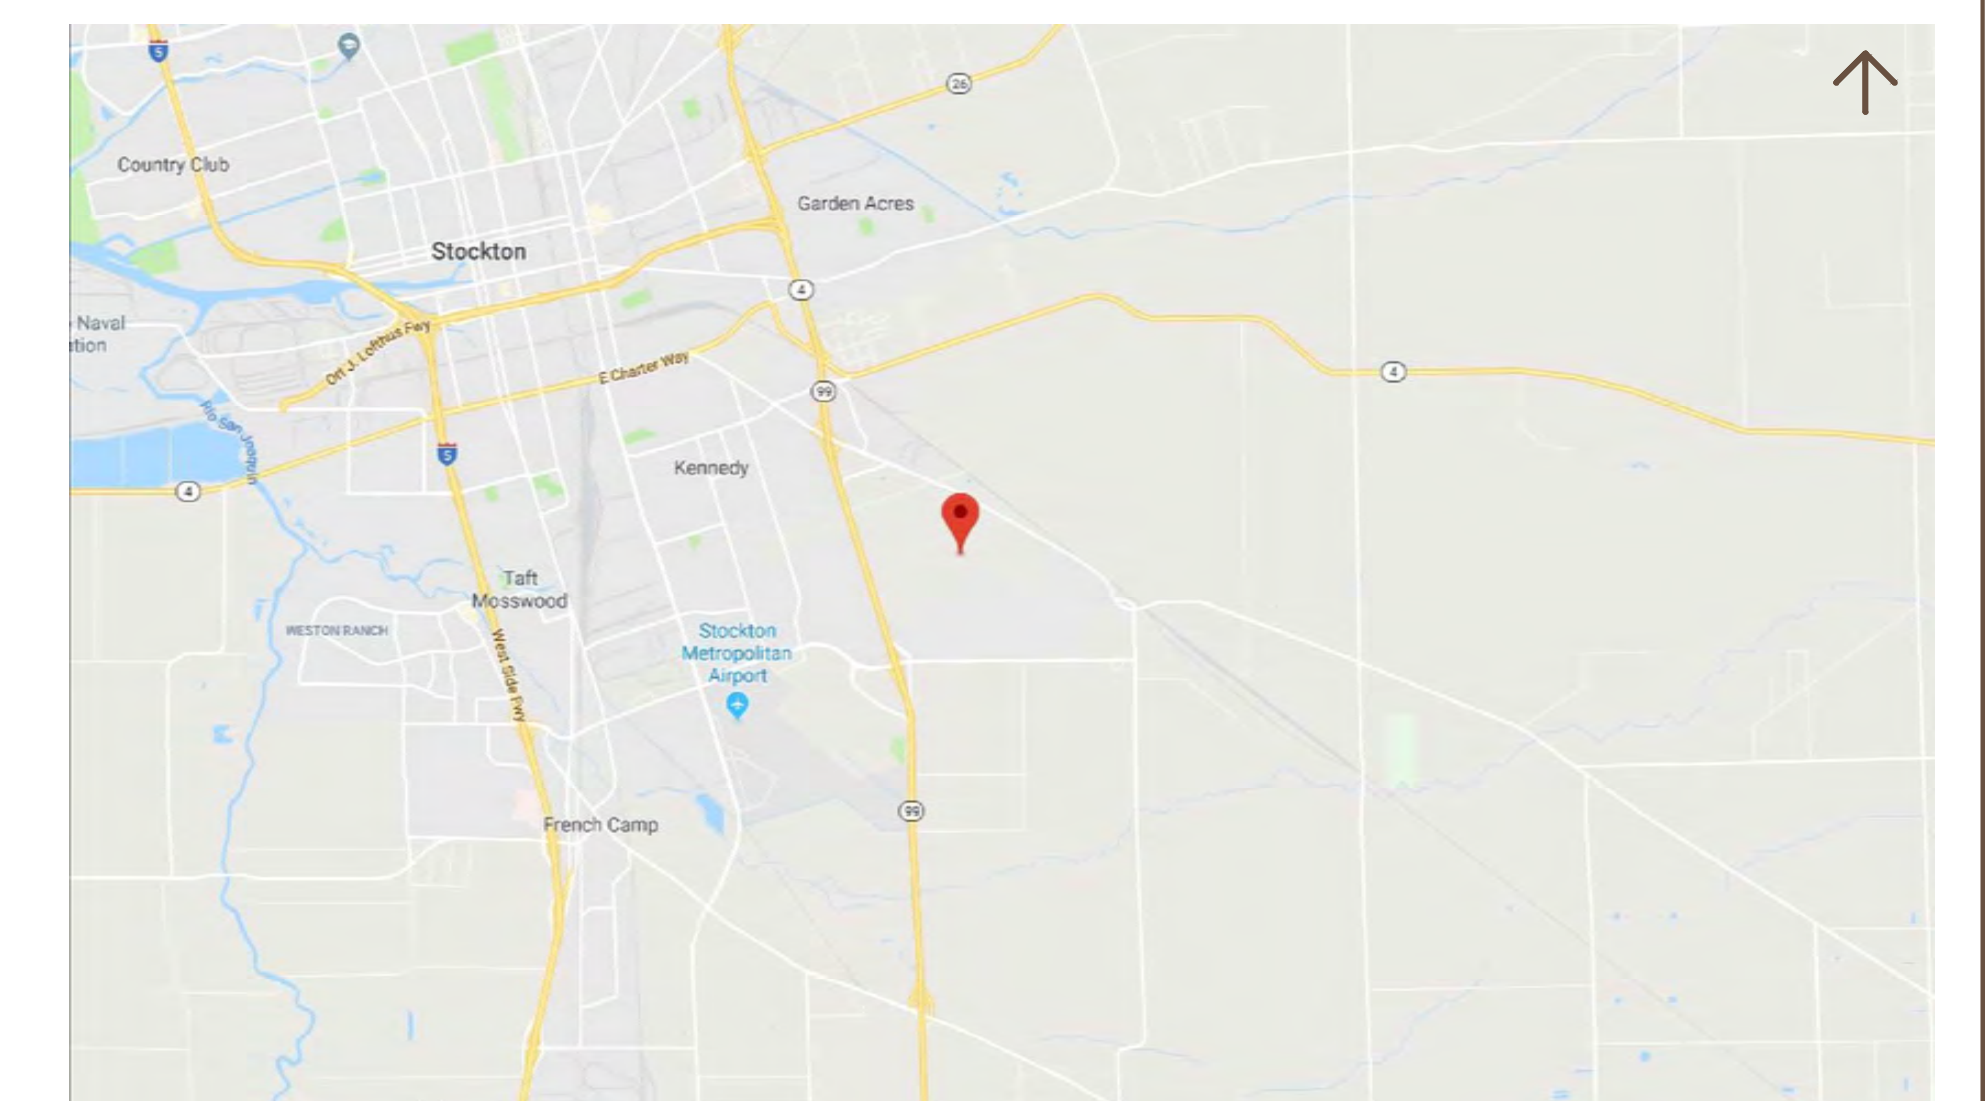 5
26
Country Club
Garden Acres
Stockton
4
Naval
ation
Ort J. Lofthus Fwy
E Charter Way
4
99
Rio San Joaquin
5
Kennedy
4
Taft
Mosswood
WESTON RANCH
Stockton
Metropolitan
Airport
West Side Fwy
99
French Camp